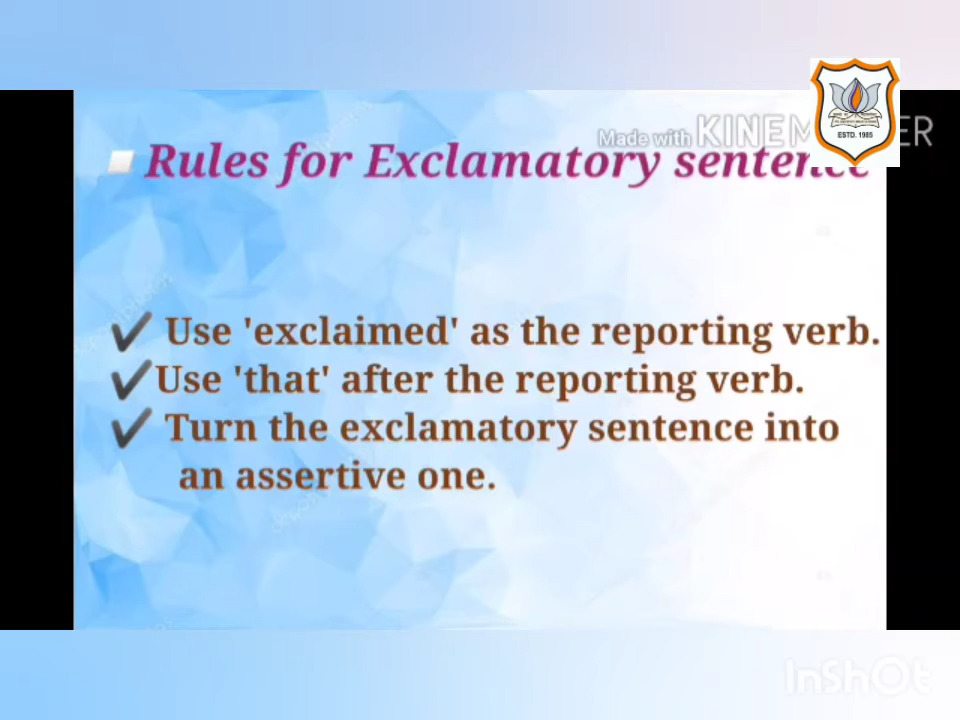 Made with KINEMASTER
Rules for Exclamatory sentence
ESTD. 1985
✔ Use 'exclaimed' as the reporting verb.
✔Use 'that' after the reporting verb.
✔ Turn the exclamatory sentence into
an assertive one.
InShOt